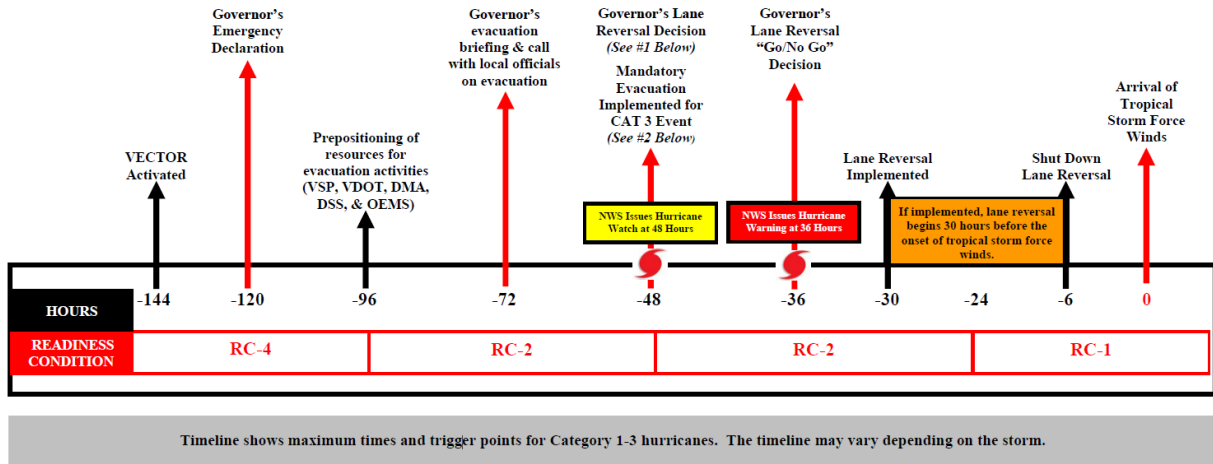 Governor's
Emergency
Declaration
Governor's
evacuation
briefing & call
with local officials
on evacuation
Governor's Lane
Reversal Decision
(See #1 Below)
Mandatory
Evacuation
Implemented for
CAT 3 Event
(See #2 Below)
Governor's
Lane Reversal
"Go/No Go"
Decision
Arrival of
Tropical
Storm Force
Winds
VECTOR
Activated
Prepositioning of
resources for
evacuation activities
(VSP, VDOT, DMA,
DSS, & OEMS)
Lane Reversal
Implemented
Shut Down
Lane Reversal
NWS Issues Hurricane
Watch at 48 Hours
NWS Issues Hurricane
Warning at 36 Hours
If implemented, lane reversal
begins 30 hours before the
onset of tropical storm force
winds.
HOURS
-144
-120
-96
-72
-48
-36
-30
-24
-6
0
READINESS
CONDITION
RC-4
RC-2
RC-2
RC-1
Timeline shows maximum times and trigger points for Category 1-3 hurricanes. The timeline may vary depending on the storm.